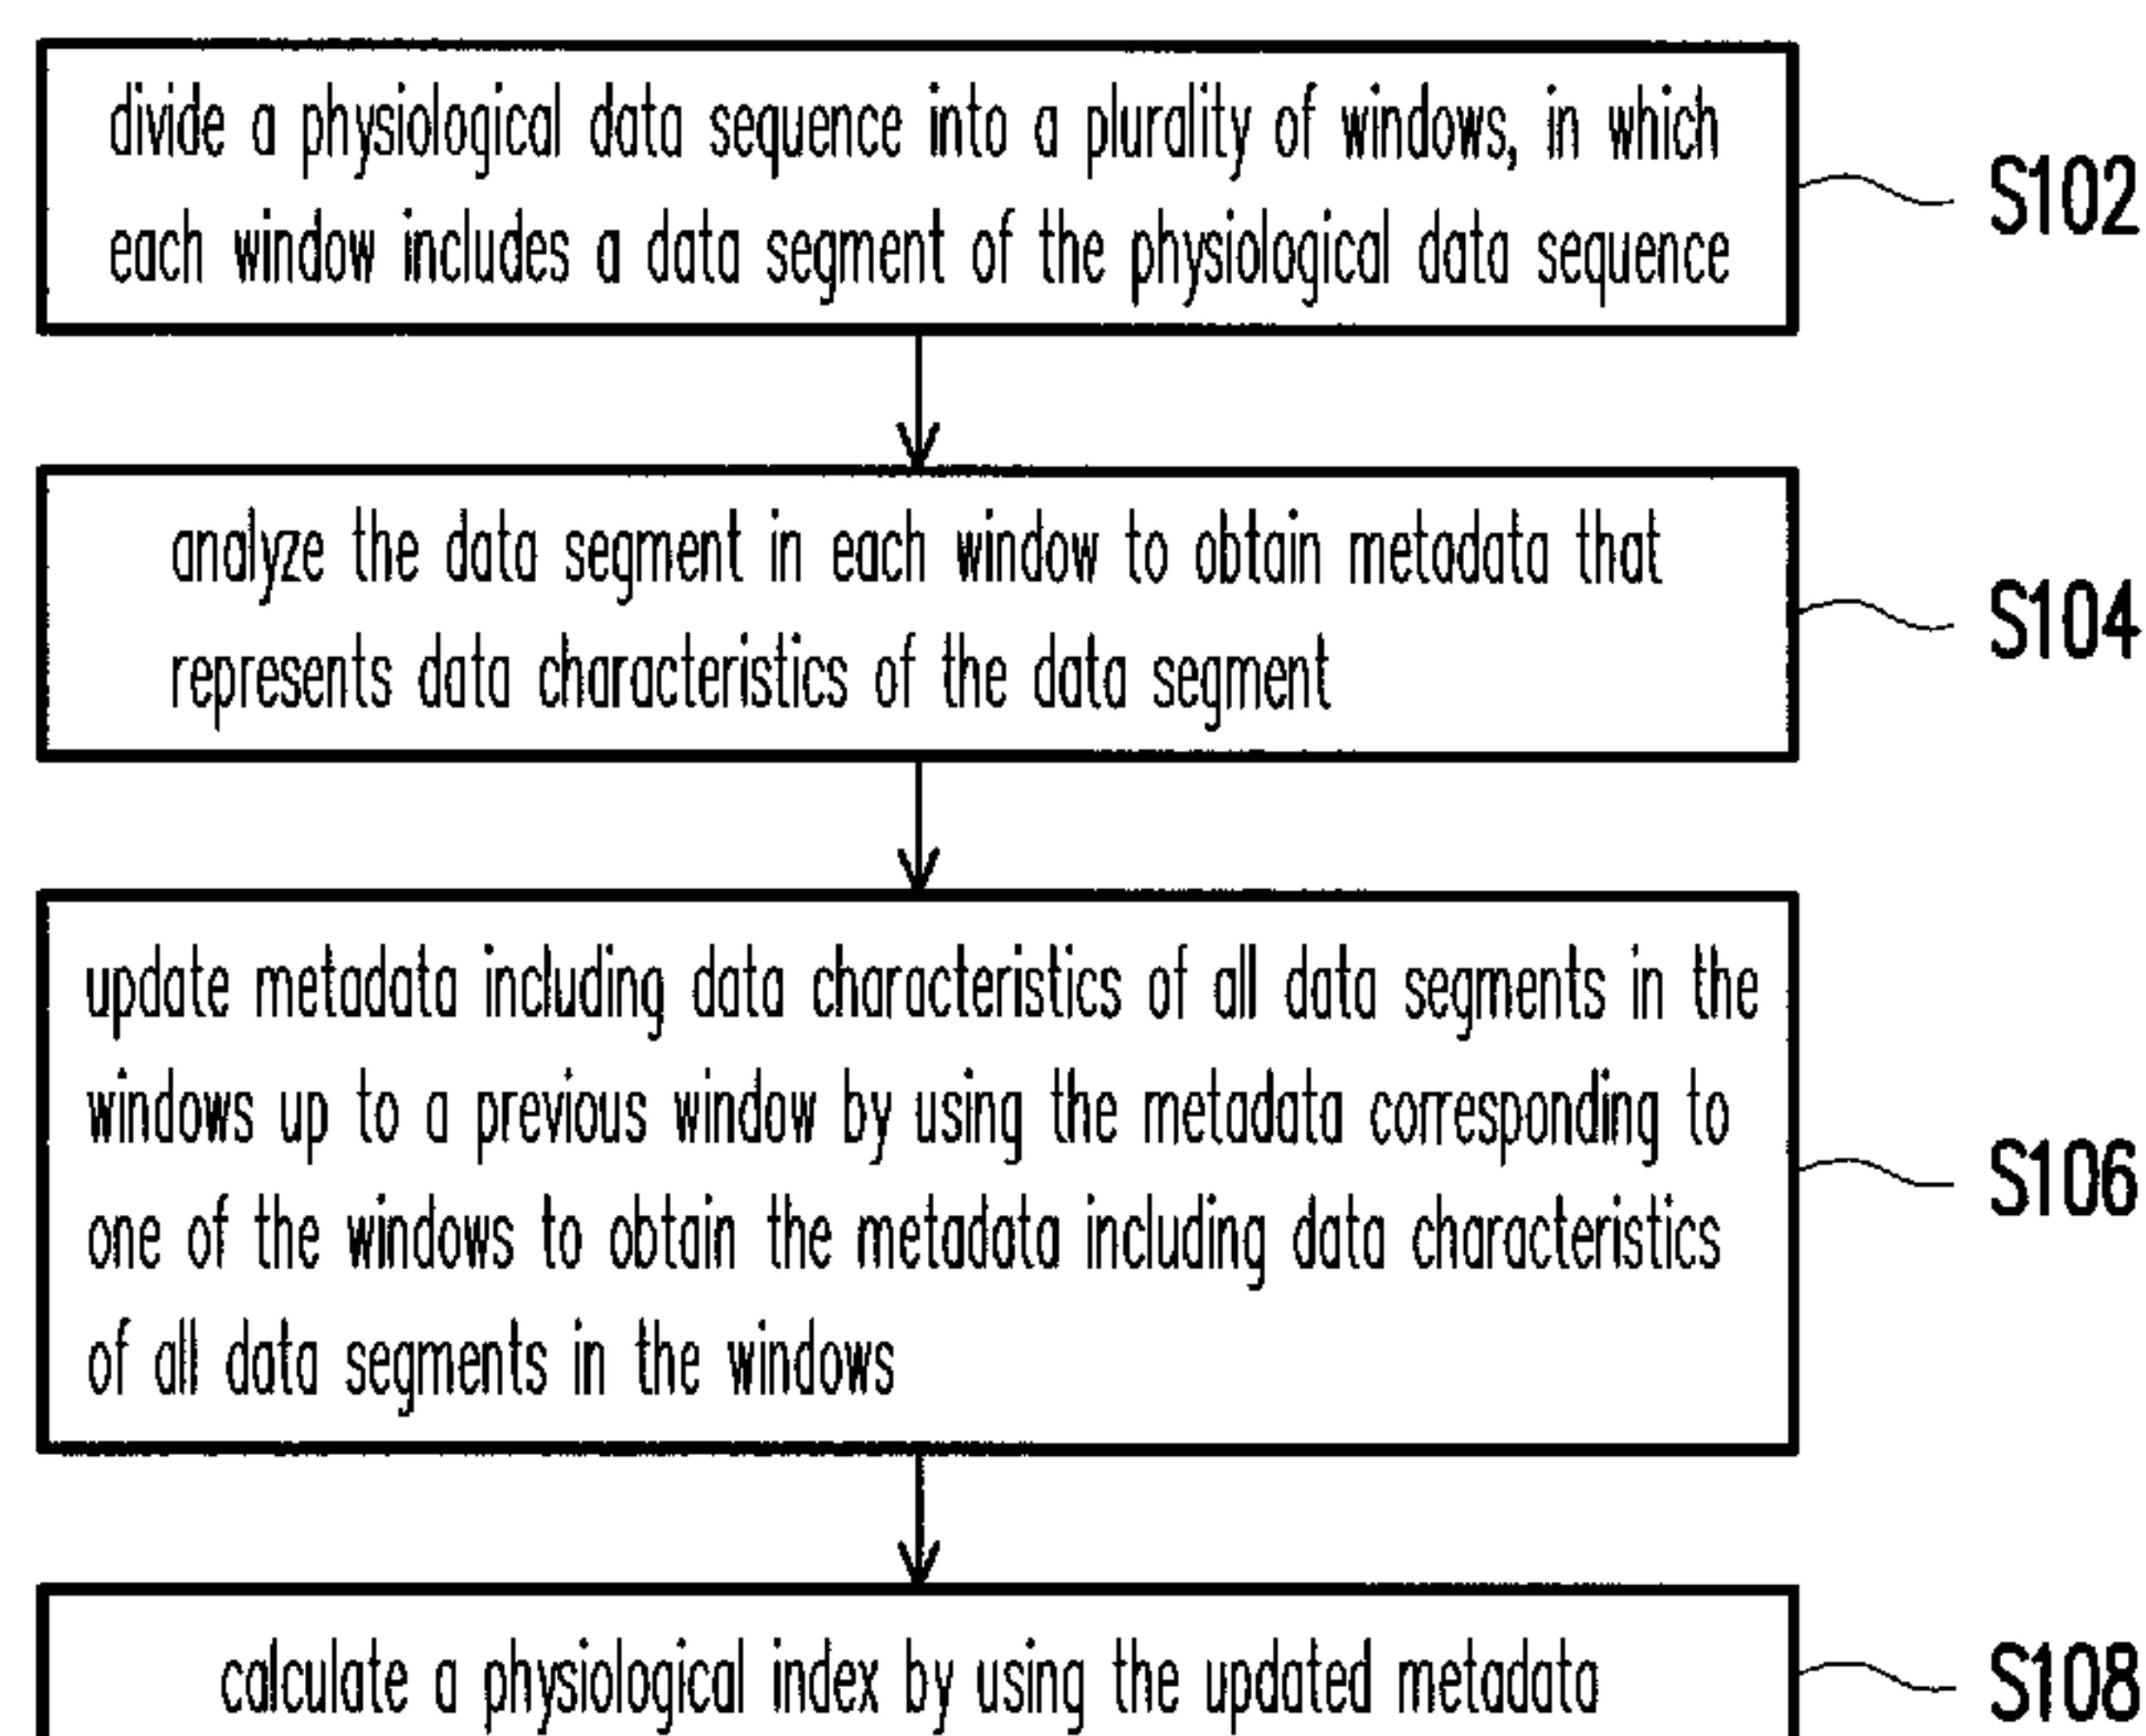 divide a physiological data sequence into a plurality of windows, in which
each window includes a data segment of the physiological data sequence
S102
analyze the data segment in each window to obtain metadata that
represents data characteristics of the data segment
S104
update metadata including data characteristics of all data segments in the
windows up to a previous window by using the metadata corresponding to
one of the windows to obtain the metadata including data characteristics
of all data segments in the windows
S106
calculate a physiological index by using the updated metadata
S108